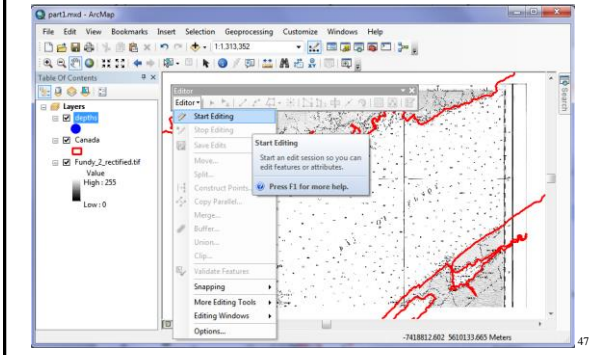 part1.mxd - ArcMap
File Edit View Bookmarks Insert Selection Geoprocessing Customize Windows Help
1:1,313,352
Table Of Contents
Layers
depths
Canada
Fundy_2_rectified.tif
Value
High : 255
Low : 0
Editor
Editor
Start Editing
Stop Editing
Save Edits
Move...
Split...
Construct Points...
Copy Parallel...
Merge...
Buffer...
Union...
Clip...
Validate Features
Snapping
More Editing Tools
Editing Windows
Options...
Start Editing
Start an edit session so you can
edit features or attributes.
Press F1 for more help.
Search
-7418812.602 5610133.665 Meters
47